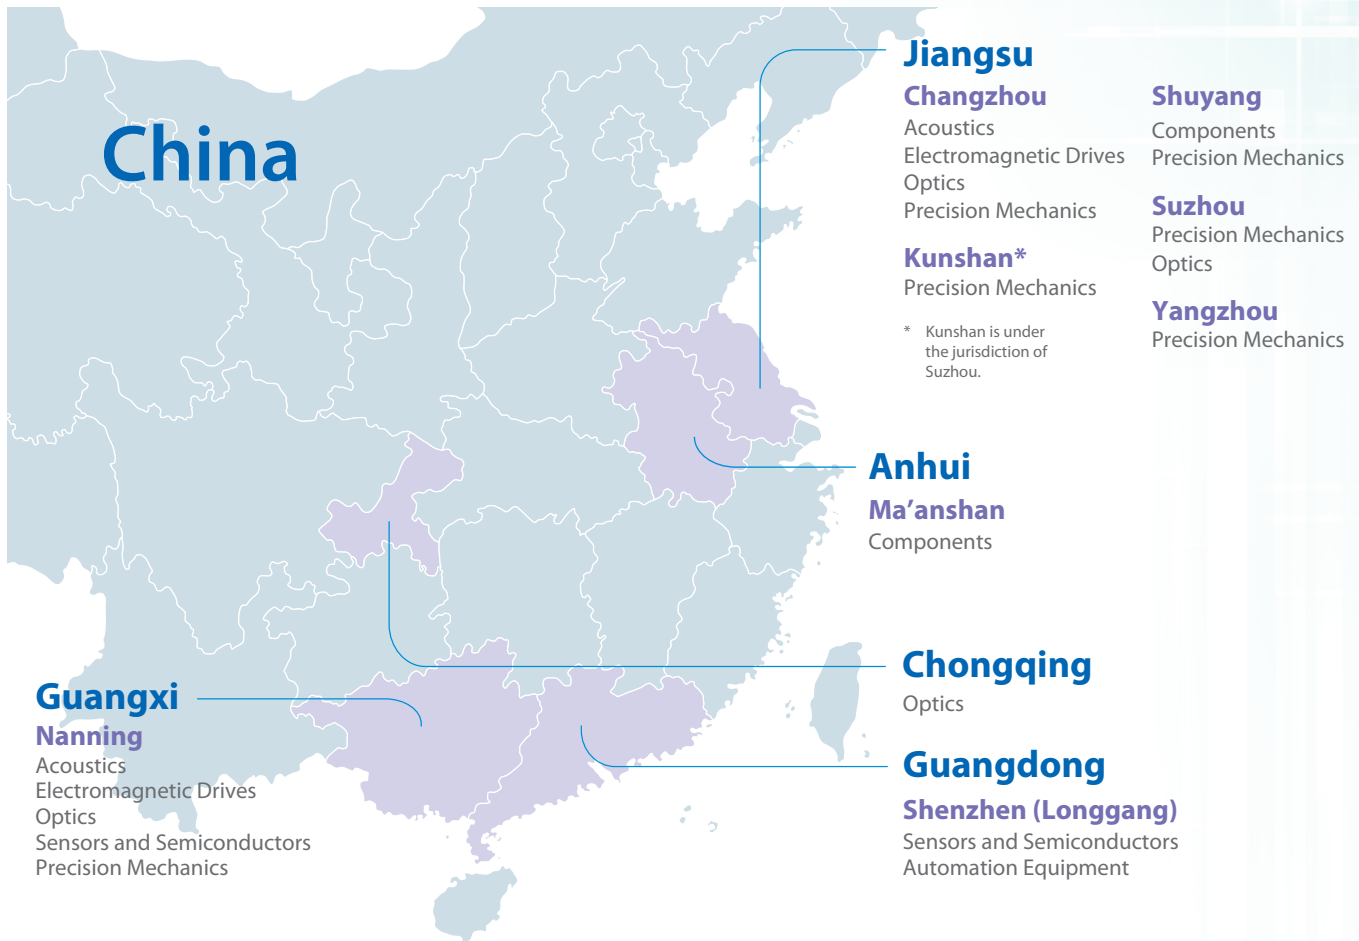 China
Jiangsu
Changzhou
Acoustics
Electromagnetic Drives
Optics
Precision Mechanics
Kunshan*
Precision Mechanics
* Kunshan is under
the jurisdiction of
Suzhou.
Shuyang
Components
Precision Mechanics
Suzhou
Precision Mechanics
Optics
Yangzhou
Precision Mechanics
Anhui
Ma’anshan
Components
Chongqing
Optics
Guangxi
Nanning
Acoustics
Electromagnetic Drives
Optics
Sensors and Semiconductors
Precision Mechanics
Guangdong
Shenzhen (Longgang)
Sensors and Semiconductors
Automation Equipment